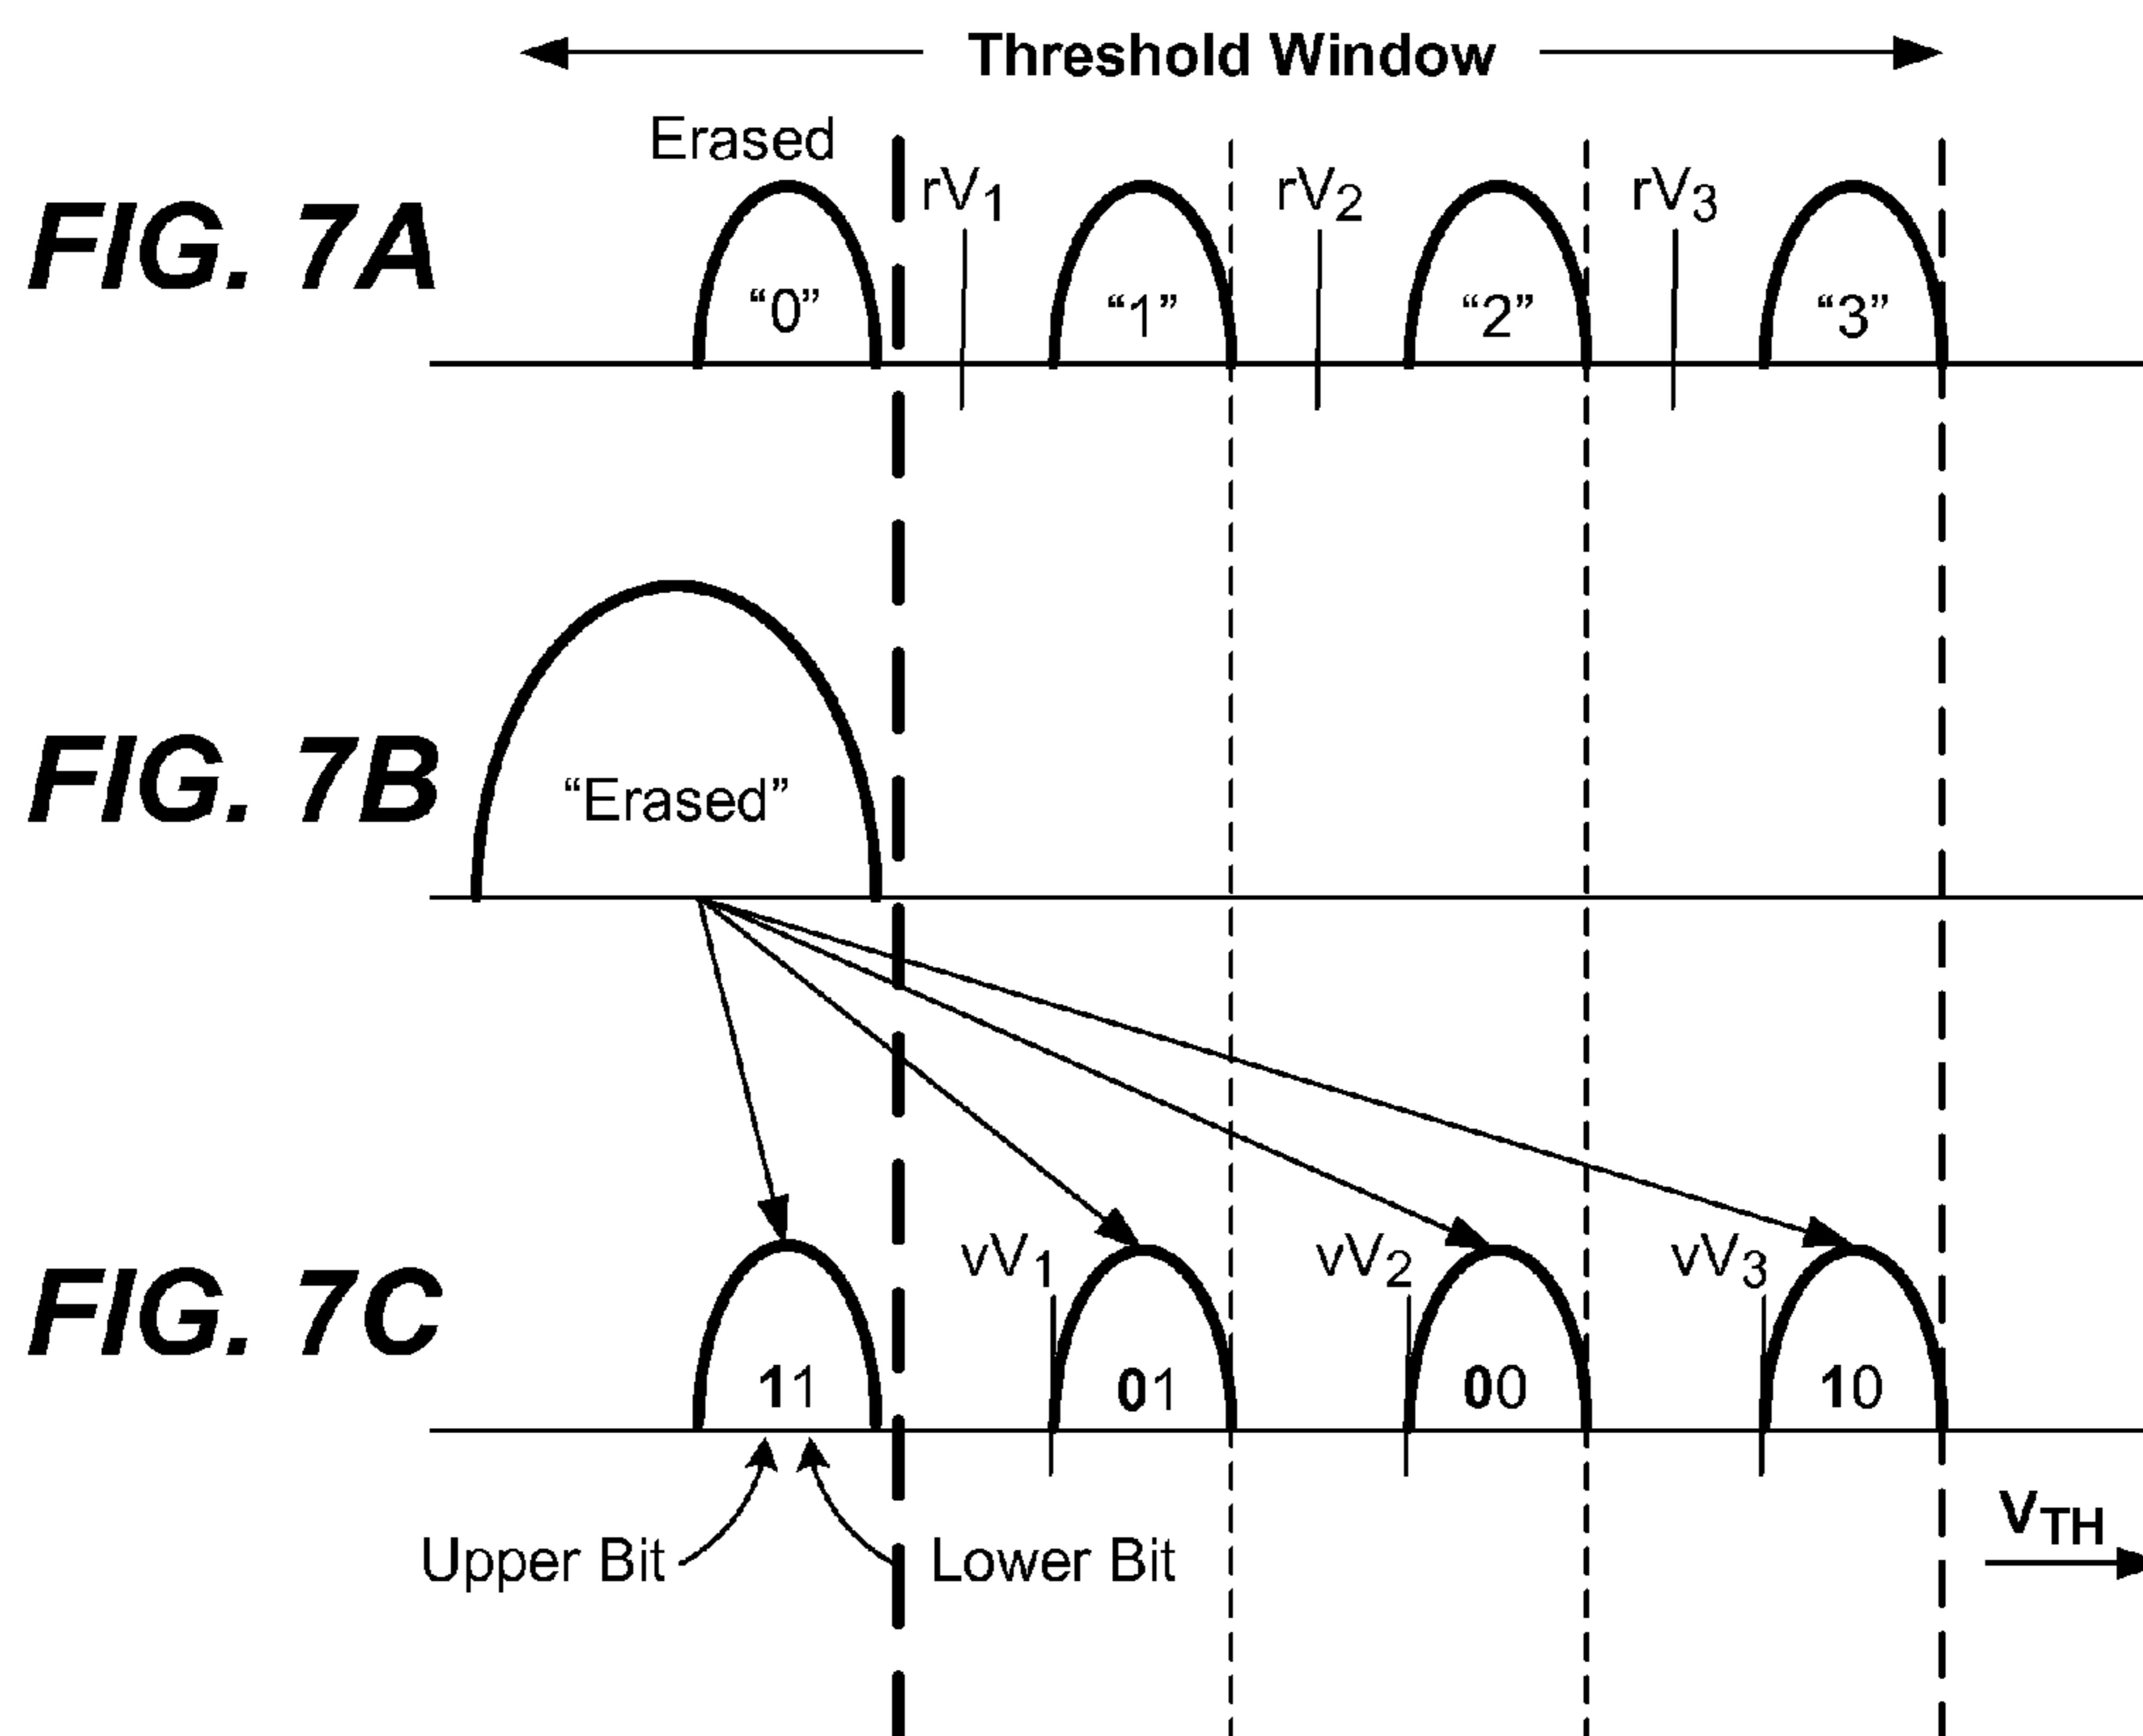 Threshold Window
Erased
FIG. 7A
rV1 rV2 rV3
“0” “1” “2” “3”
FIG. 7B
“Erased”
FIG. 7C
vV1 vV2 vV3
11 01 00 10
Upper Bit Lower Bit
VTH